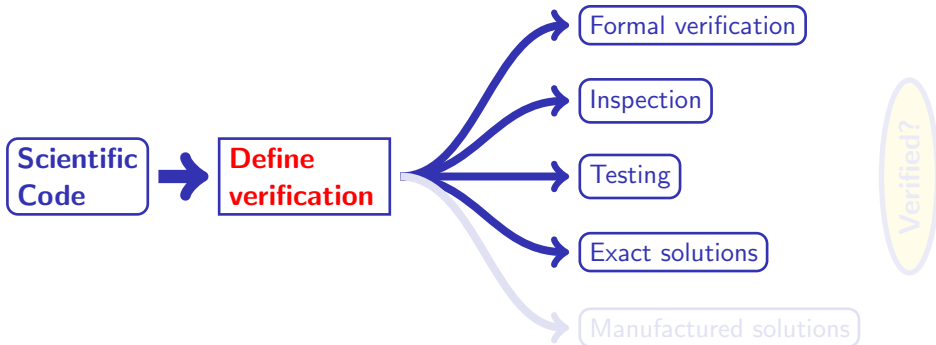 Formal verification
Inspection
Scientific
Code
Define
verification
Testing
Exact solutions
Manufactured solutions
Verified?